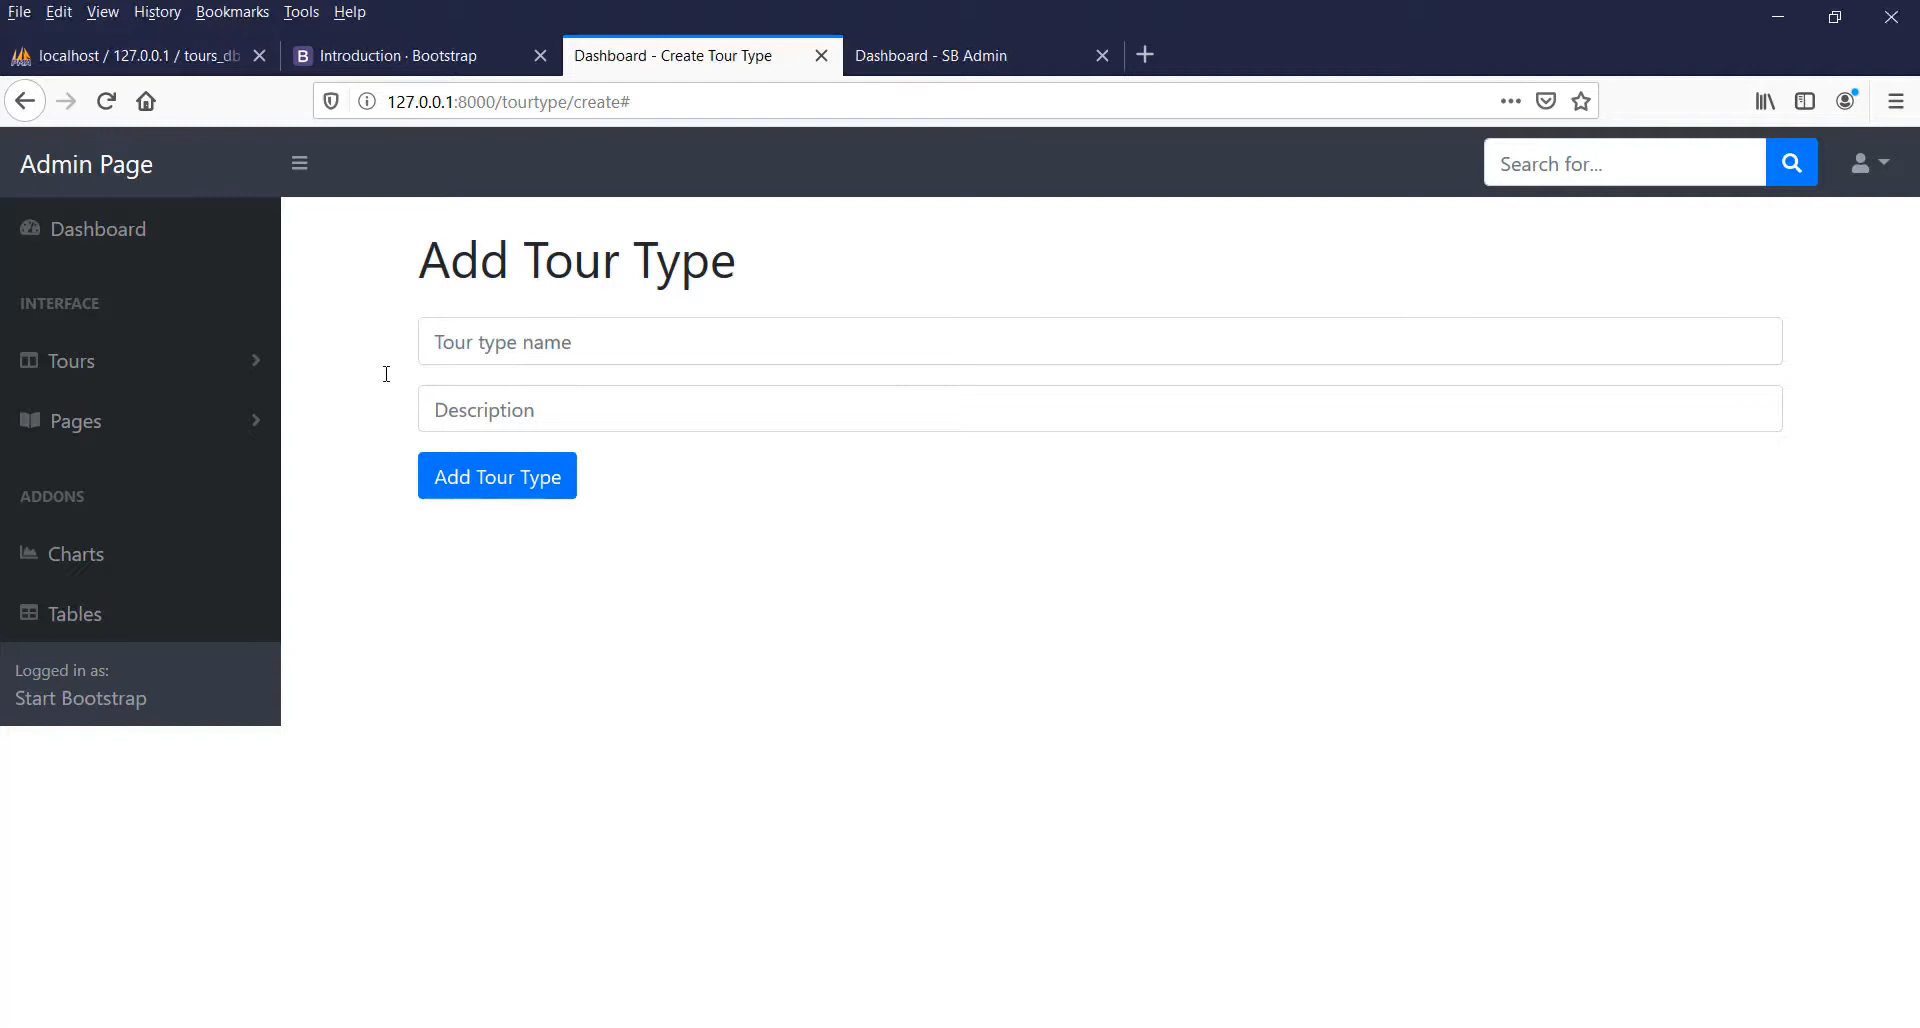 File Edit View History Bookmarks Tools Help
localhost / 127.0.0.1 / tours_db
Introduction · Bootstrap
Dashboard - Create Tour Type
Dashboard - SB Admin
127.0.0.1:8000/tourtype/create#
Admin Page
Search for...
Dashboard
INTERFACE
Tours
Pages
ADDONS
Charts
Tables
Logged in as:
Start Bootstrap
Add Tour Type
Tour type name
Description
Add Tour Type